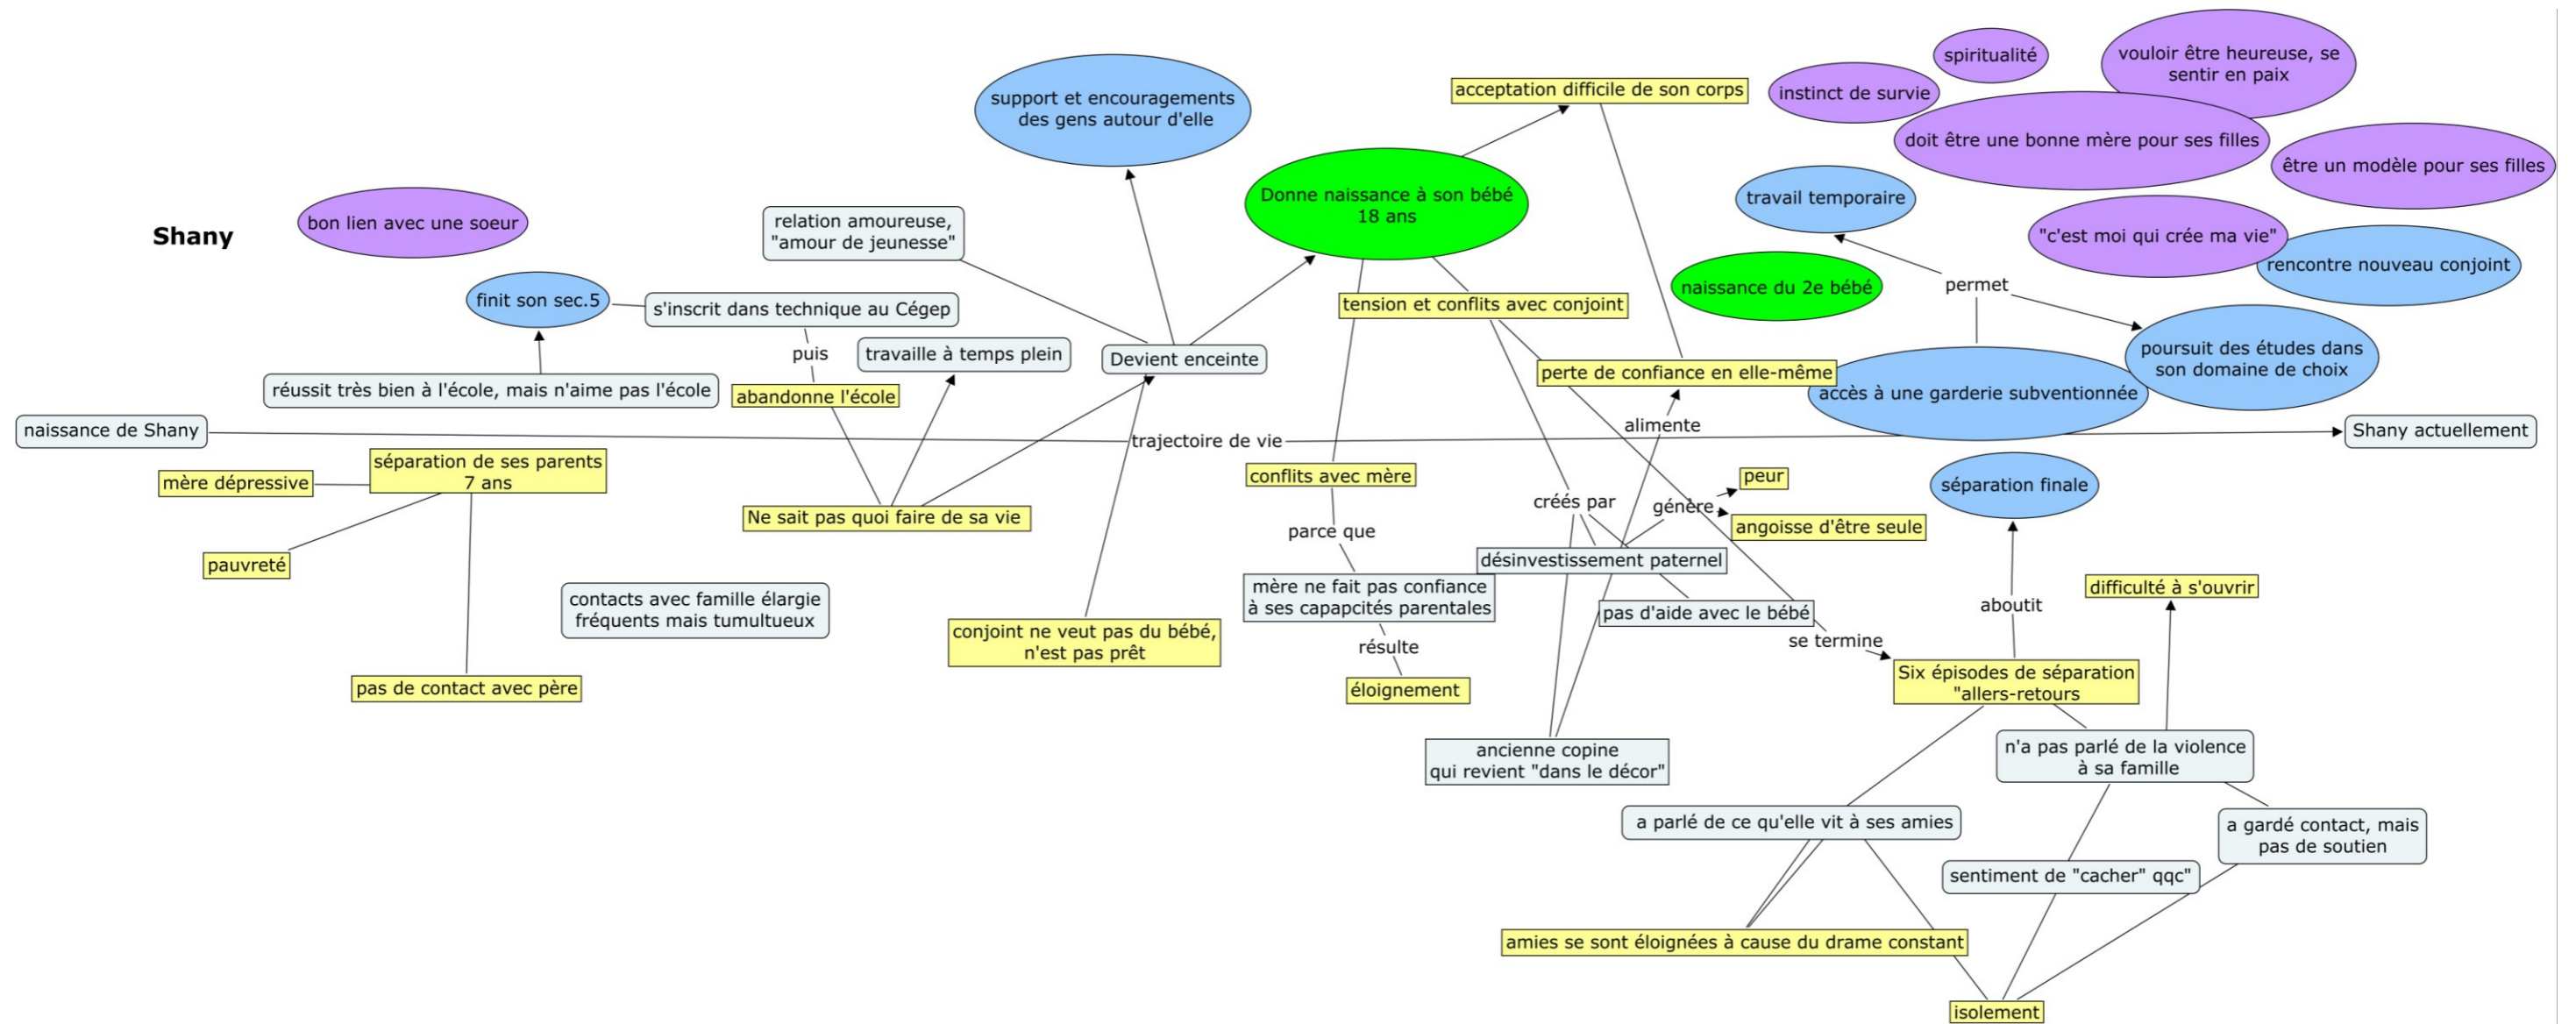 Shany
bon lien avec une soeur
finit son sec.5
réussit très bien à l'école, mais n'aime pas l'école
naissance de Shany
mère dépressive
séparation de ses parents
7 ans
pauvreté
pas de contact avec père
contacts avec famille élargie
fréquents mais tumultueux
relation amoureuse,
"amour de jeunesse"
s'inscrit dans technique au Cégep
puis
abandonne l'école
travaille à temps plein
Ne sait pas quoi faire de sa vie
support et encouragements
des gens autour d'elle
Devient enceinte
trajectoire de vie
conjoint ne veut pas du bébé,
n'est pas prêt
Donne naissance à son bébé
18 ans
acceptation difficile de son corps
tension et conflits avec conjoint
perte de confiance en elle-même
alimente
conflits avec mère
parce que
mère ne fait pas confiance
à ses capapcités parentales
résulte
éloignement
créés par
génère
peur
angoisse d'être seule
désinvestissement paternel
pas d'aide avec le bébé
ancienne copine
qui revient "dans le décor"
se termine
Six épisodes de séparation
"allers-retours
aboutit
séparation finale
difficulté à s'ouvrir
n'a pas parlé de la violence
à sa famille
a parlé de ce qu'elle vit à ses amies
a gardé contact, mais
pas de soutien
sentiment de "cacher" qqc"
amies se sont éloignées à cause du drame constant
isolement
spiritualité
instinct de survie
vouloir être heureuse, se
sentir en paix
doit être une bonne mère pour ses filles
être un modèle pour ses filles
travail temporaire
"c'est moi qui crée ma vie"
rencontre nouveau conjoint
naissance du 2e bébé
permet
poursuit des études dans
son domaine de choix
accès à une garderie subventionnée
Shany actuellement